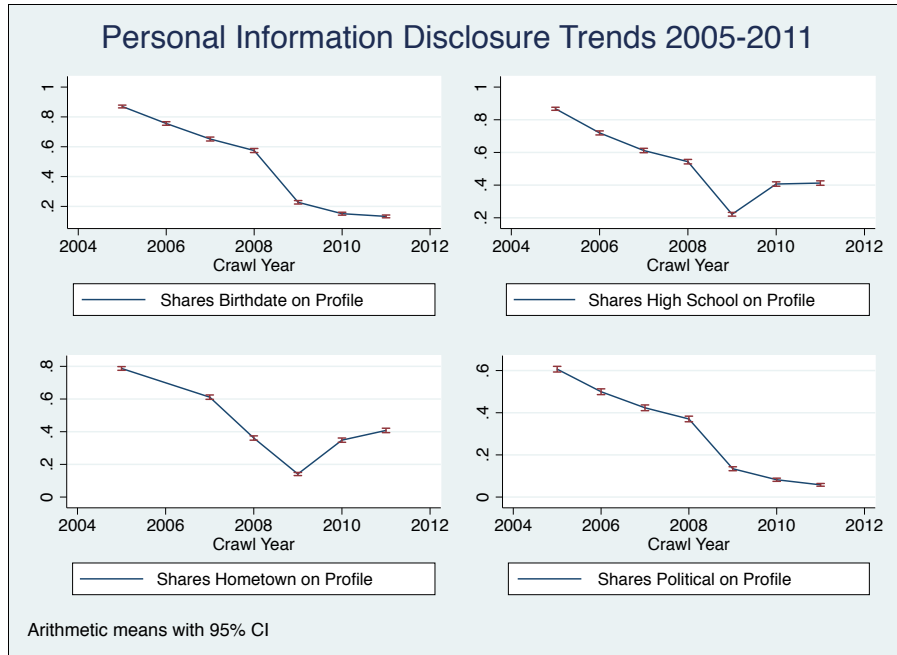 Personal Information Disclosure Trends 2005-2011
.2 .4 .6 .8 1
2004 2006 2008 2010 2012
Crawl Year
Shares Birthdate on Profile
.2 .4 .6 .8 1
2004 2006 2008 2010 2012
Crawl Year
Shares High School on Profile
0 .2 .4 .6 .8
2004 2006 2008 2010 2012
Crawl Year
Shares Hometown on Profile
0 .2 .4 .6
2004 2006 2008 2010 2012
Crawl Year
Shares Political on Profile
Arithmetic means with 95% CI